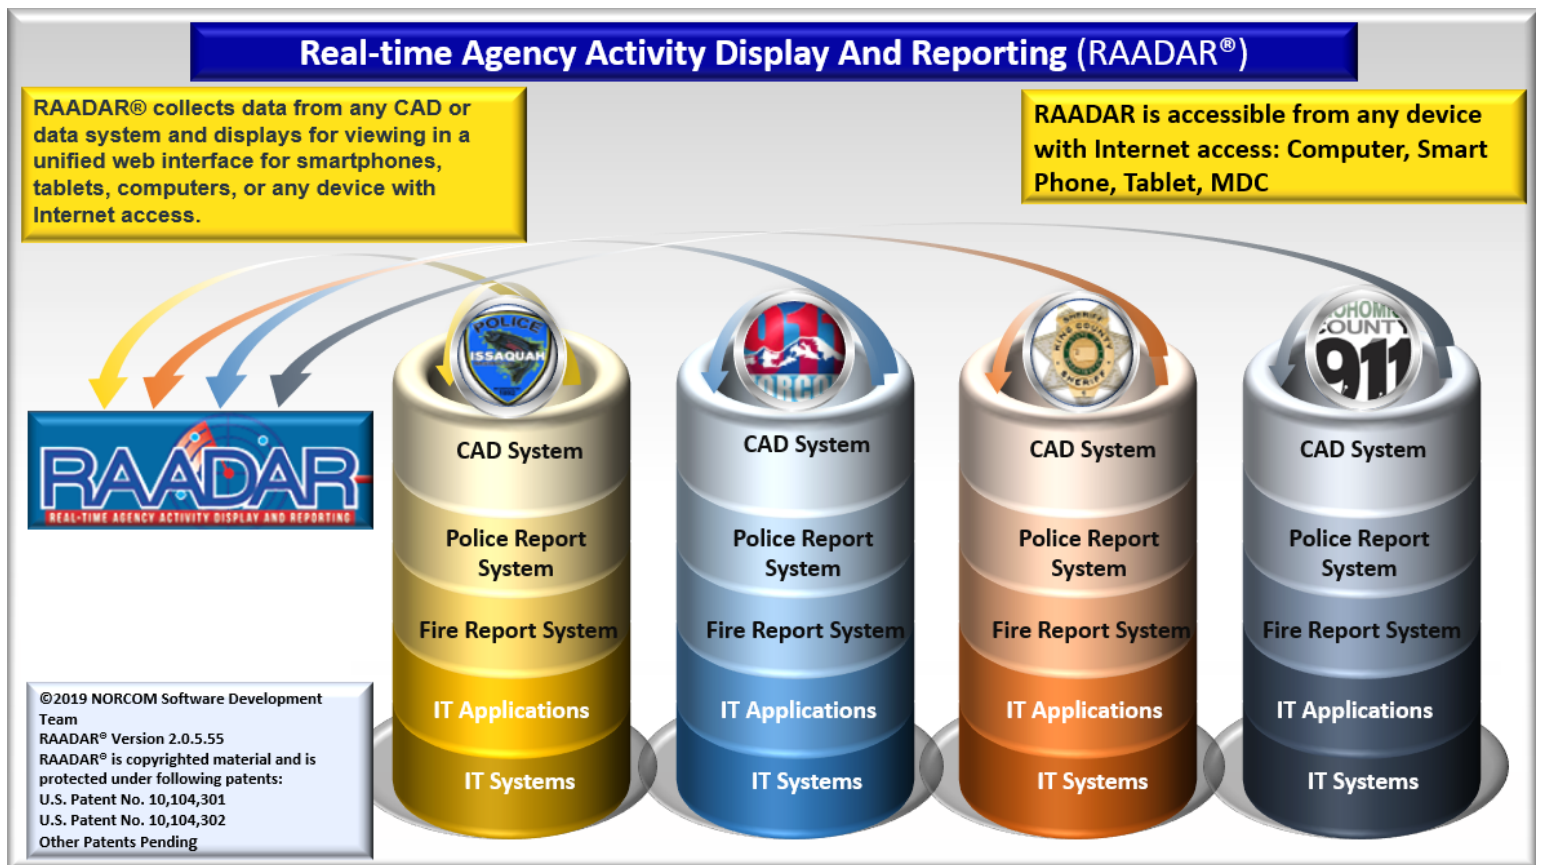 Real-time Agency Activity Display And Reporting (RAADAR®)
RAADAR® collects data from any CAD or
data system and displays for viewing in a
unified web interface for smartphones,
tablets, computers, or any device with
Internet access.
RAADAR is accessible from any device
with Internet access: Computer, Smart
Phone, Tablet, MDC
RAADAR
REAL-TIME AGENCY ACTIVITY DISPLAY AND REPORTING
POLICE
ISSAQUAH
CAD System
Police Report
System
Fire Report System
IT Applications
IT Systems
911
NORCOM
CAD System
Police Report
System
Fire Report System
IT Applications
IT Systems
SHERIFF
KING COUNTY
SHERIFF
CAD System
Police Report
System
Fire Report System
IT Applications
IT Systems
COUNTY
911
CAD System
Police Report
System
Fire Report System
IT Applications
IT Systems
©2019 NORCOM Software Development
Team
RAADAR® Version 2.0.5.55
RAADAR® is copyrighted material and is
protected under following patents:
U.S. Patent No. 10,104,301
U.S. Patent No. 10,104,302
Other Patents Pending